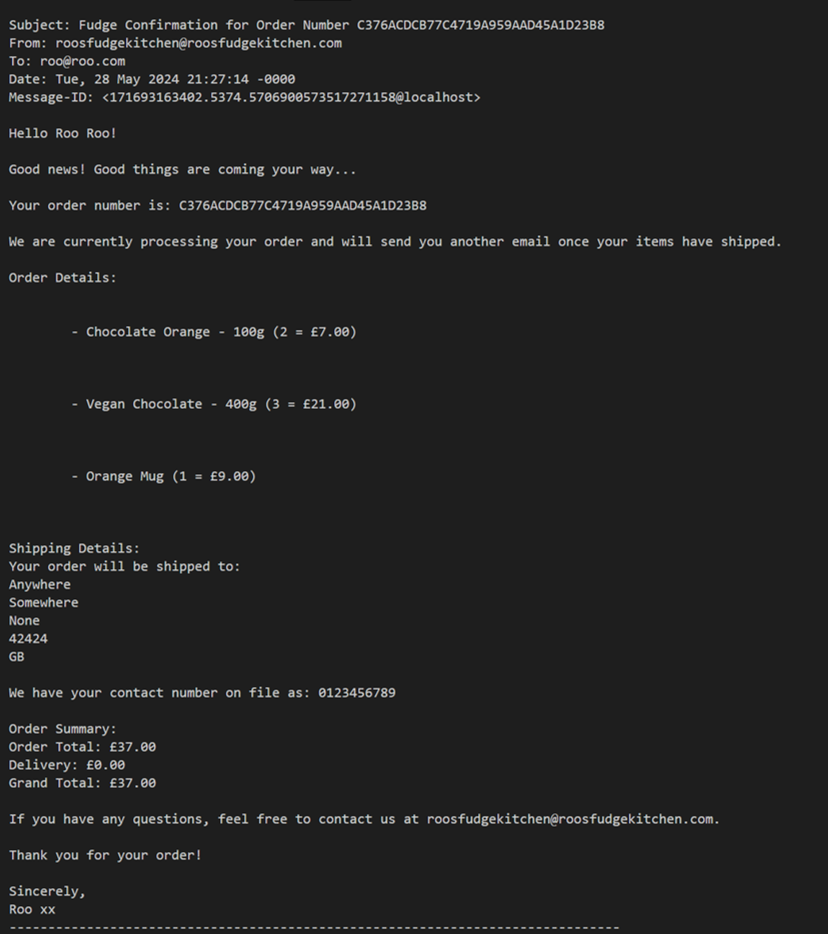 Subject: Fudge Confirmation for Order Number C376ACDCB77C4719A959AAD45A1D23B8
From: roosfudgekitchen@roosfudgekitchen.com
To: roo@roo.com
Date: Tue, 28 May 2024 21:27:14 -0000
Message-ID: <171693163402.5374.5706900573517271158@localhost>
Hello Roo Roo!
Good news! Good things are coming your way...
Your order number is: C376ACDCB77C4719A959AAD45A1D23B8
We are currently processing your order and will send you another email once your items have shipped.
Order Details:
- Chocolate Orange - 100g (2 = £7.00)
- Vegan Chocolate - 400g (3 = £21.00)
- Orange Mug (1 = £9.00)
Shipping Details:
Your order will be shipped to:
Anywhere
Somewhere
None
42424
GB
We have your contact number on file as: 0123456789
Order Summary:
Order Total: £37.00
Delivery: £0.00
Grand Total: £37.00
If you have any questions, feel free to contact us at roosfudgekitchen@roosfudgekitchen.com.
Thank you for your order!
Sincerely,
Roo xx
-------------------------------------------------------------------------------